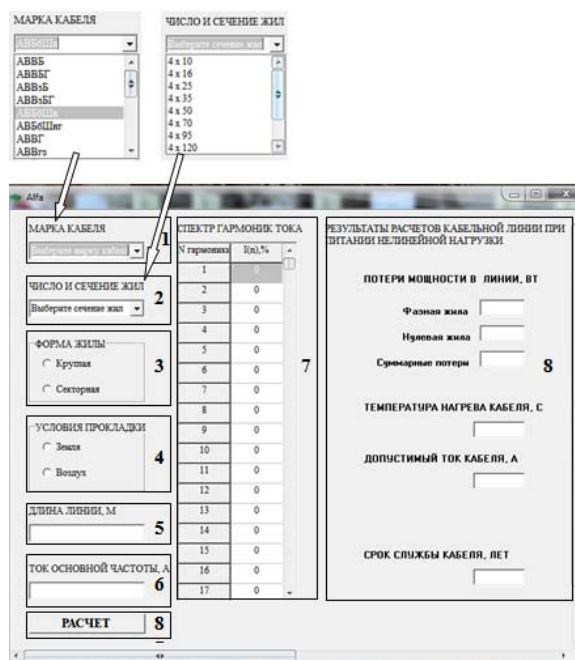 МАРКА КАБЕЛЯ
АВБбШв
АВВБ
АВВБГ
АВВзБ
АВВзБГ
АВБбШв
АВБбШнг
АВВГ
АВВгз
ЧИСЛО И СЕЧЕНИЕ ЖИЛ
Выберите сечение жил
4 x 10
4 x 16
4 x 25
4 x 35
4 x 50
4 x 70
4 x 95
4 x 120
Alfa
МАРКА КАБЕЛЯ
Выберите марку кабеля
1
ЧИСЛО И СЕЧЕНИЕ ЖИЛ
Выберите сечение жил
2
ФОРМА ЖИЛЫ
Круглая
Секторная
3
УСЛОВИЯ ПРОКЛАДКИ
Земля
Воздух
4
ДЛИНА ЛИНИИ, М
5
ТОК ОСНОВНОЙ ЧАСТОТЫ, А
6
РАСЧЕТ
8
СПЕКТР ГАРМОНИК ТОКА
N гармоники I(n),%
1 0
2 0
3 0
4 0
5 0
6 0
7 0
8 0
9 0
10 0
11 0
12 0
13 0
14 0
15 0
16 0
17 0
7
РЕЗУЛЬТАТЫ РАСЧЕТОВ КАБЕЛЬНОЙ ЛИНИИ ПРИ
ПИТАНИИ НЕЛИНЕЙНОЙ НАГРУЗКИ
ПОТЕРИ МОЩНОСТИ В ЛИНИИ, ВТ
Фазная жила
Нулевая жила
Суммарные потери
8
ТЕМПЕРАТУРА НАГРЕВА КАБЕЛЯ, С
ДОПУСТИМЫЙ ТОК КАБЕЛЯ, А
СРОК СЛУЖБЫ КАБЕЛЯ, ЛЕТ